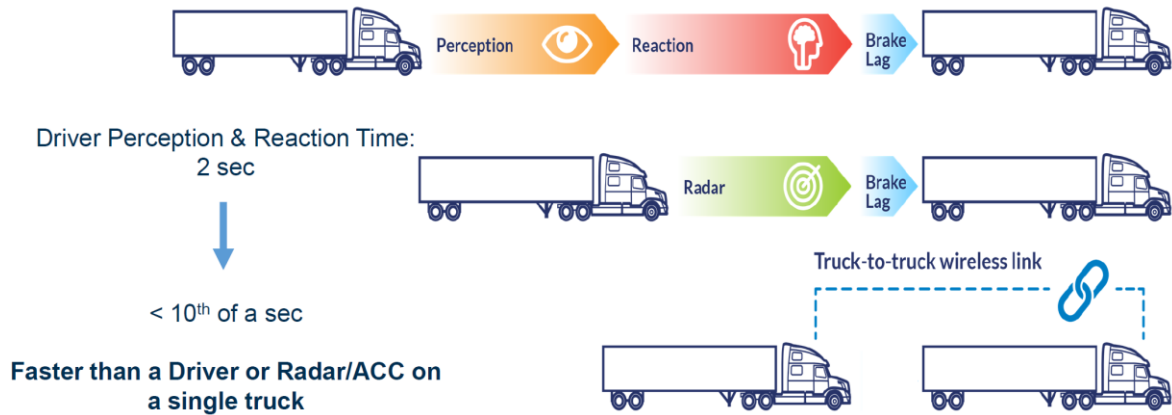 Perception
Reaction
Brake
Lag
Driver Perception & Reaction Time:
2 sec
Radar
Brake
Lag
Truck-to-truck wireless link
< 10th of a sec
Faster than a Driver or Radar/ACC on
a single truck